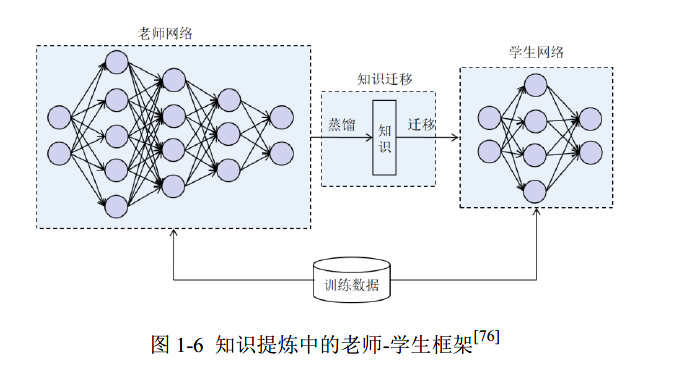 老师网络
学生网络
知识迁移
蒸馏
知识
迁移
训练数据
图 1-6 知识提炼中的老师-学生框架[76]